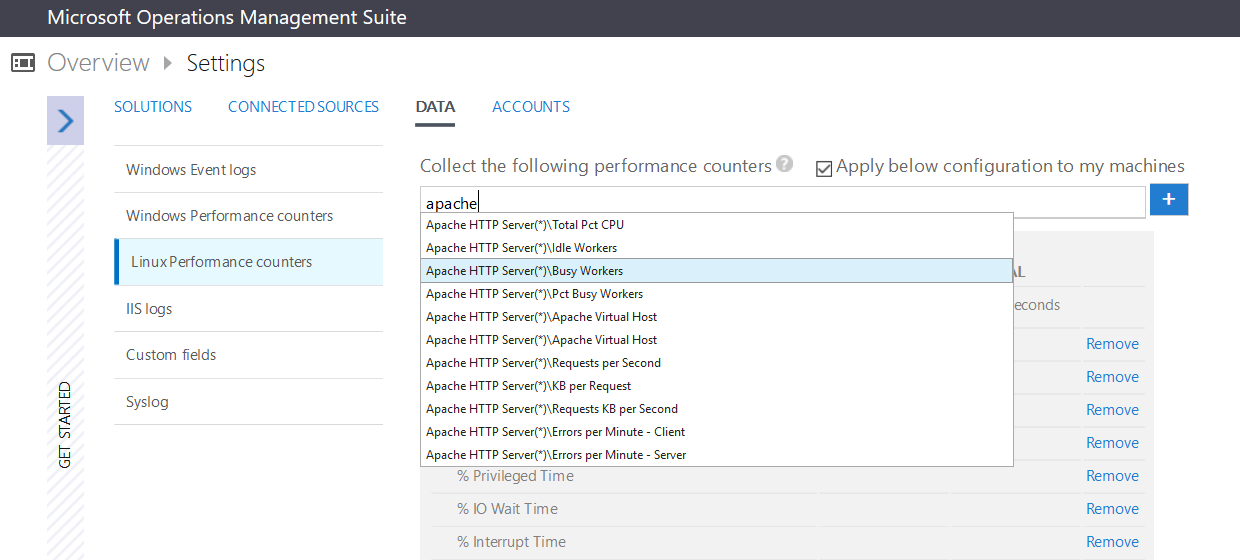 Microsoft Operations Management Suite
Overview Settings
SOLUTIONS CONNECTED SOURCES DATA ACCOUNTS
GET STARTED
Windows Event logs
Windows Performance counters
Linux Performance counters
IIS logs
Custom fields
Syslog
Collect the following performance counters ? Apply below configuration to my machines
apache +
Apache HTTP Server(*)\Total Pct CPU
Apache HTTP Server(*)\Idle Workers
Apache HTTP Server(*)\Busy Workers
Apache HTTP Server(*)\Pct Busy Workers
Apache HTTP Server(*)\Apache Virtual Host
Apache HTTP Server(*)\Apache Virtual Host
Apache HTTP Server(*)\Requests per Second
Apache HTTP Server(*)\KB per Request
Apache HTTP Server(*)\Requests KB per Second
Apache HTTP Server(*)\Errors per Minute - Client
Apache HTTP Server(*)\Errors per Minute - Server
AL
econds
Remove
Remove
Remove
Remove
% Privileged Time Remove
% IO Wait Time Remove
% Interrupt Time Remove